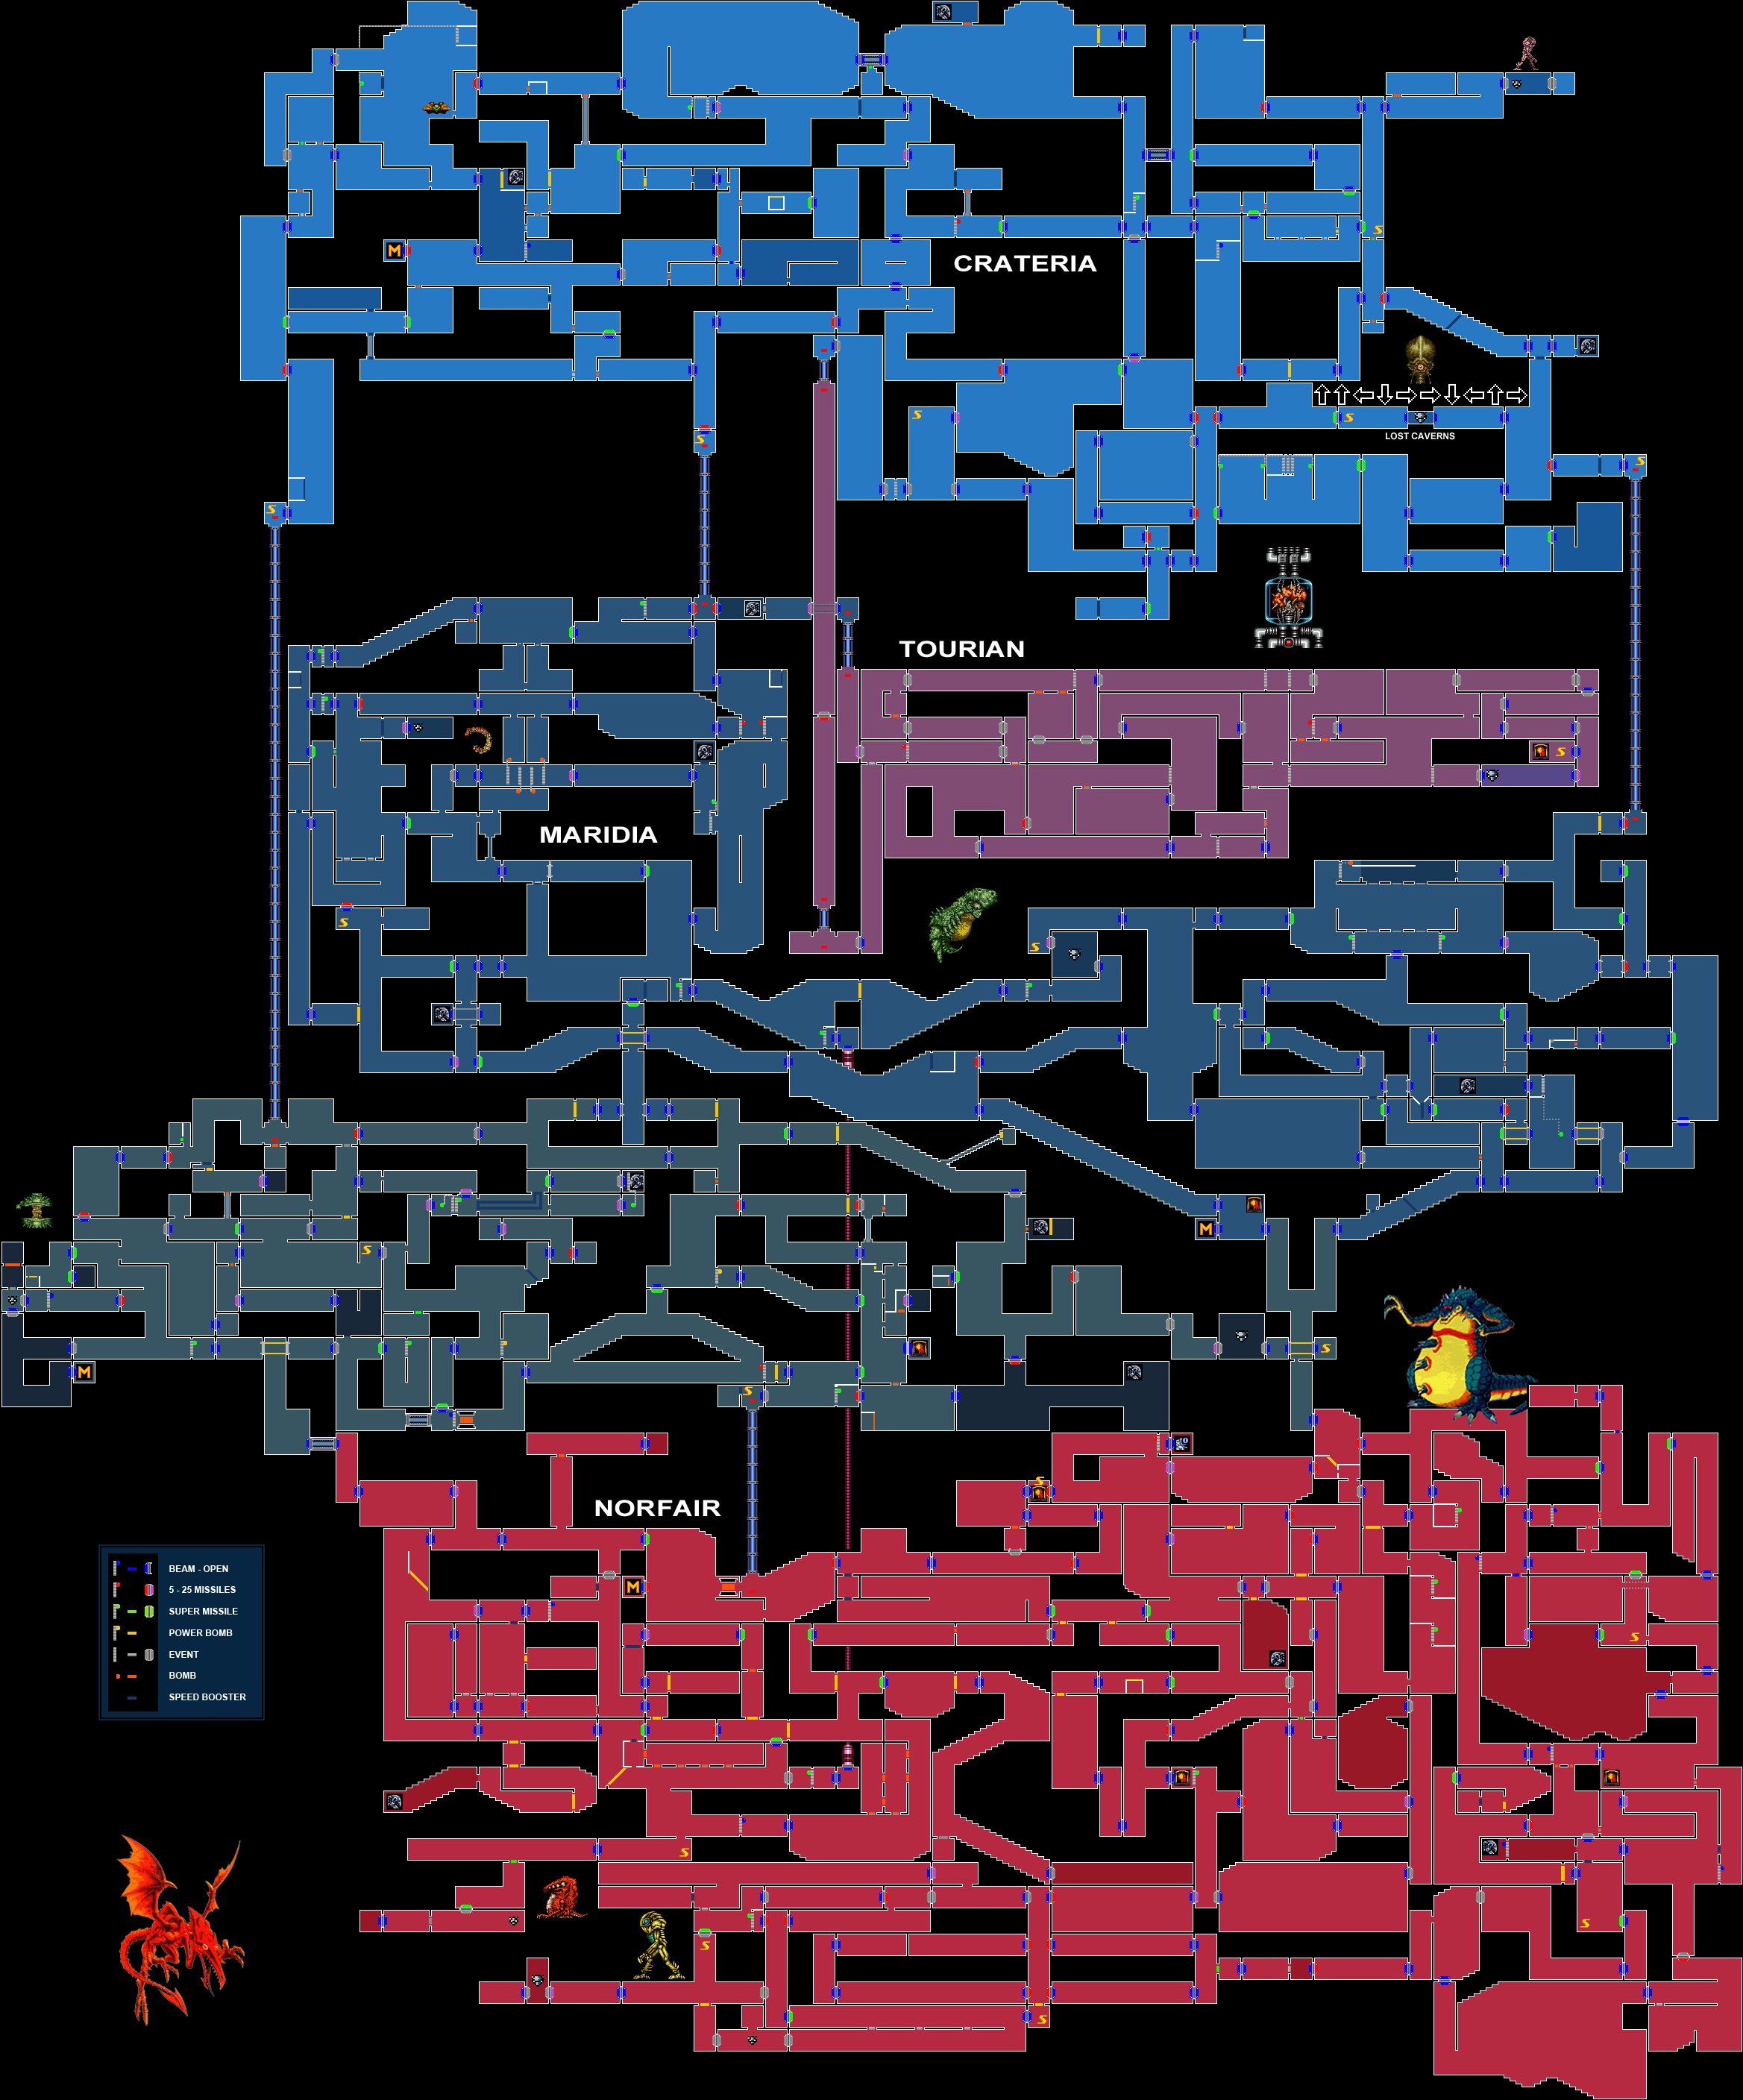 M
S
CRATERIA
S
S
LOST CAVERNS
S
S
TOURIAN
S
MARIDIA
S
S
M
S
S
M
S
NORFAIR
S
M
BEAM - OPEN
5 - 25 MISSILES
SUPER MISSILE
POWER BOMB
EVENT
BOMB
SPEED BOOSTER
S
S
S
S
S